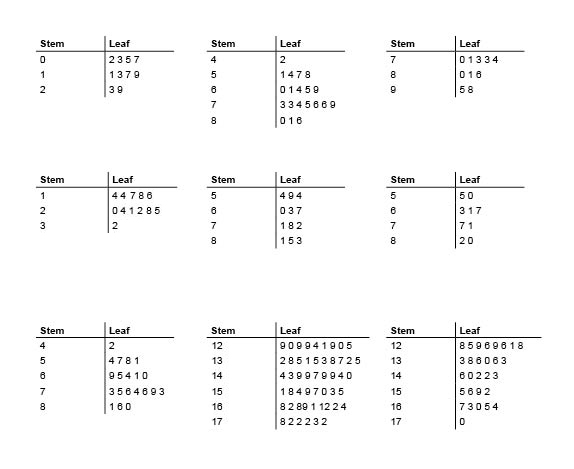 Stem Leaf
0 2 3 5 7
1 1 3 7 9
2 3 9
Stem Leaf
4 2
5 1 4 7 8
6 0 1 4 5 9
7 3 3 4 5 6 6 9
8 0 1 6
Stem Leaf
7 0 1 3 3 4
8 0 1 6
9 5 8
Stem Leaf
1 4 4 7 8 6
2 0 4 1 2 8 5
3 2
Stem Leaf
5 4 9 4
6 0 3 7
7 1 8 2
8 1 5 3
Stem Leaf
5 5 0
6 3 1 7
7 7 1
8 2 0
Stem Leaf
4 2
5 4 7 8 1
6 9 5 4 1 0
7 3 5 6 4 6 9 3
8 1 6 0
Stem Leaf
12 9 0 9 9 4 1 9 0 5
13 2 8 5 1 5 3 8 7 2 5
14 4 3 9 9 7 9 9 4 0
15 1 8 4 9 7 0 3 5
16 8 2 8 9 1 1 2 2 4
17 8 2 2 2 3 2
Stem Leaf
12 8 5 9 6 9 6 1 8
13 3 8 6 0 6 3
14 6 0 2 2 3
15 5 6 9 2
16 7 3 0 5 4
17 0